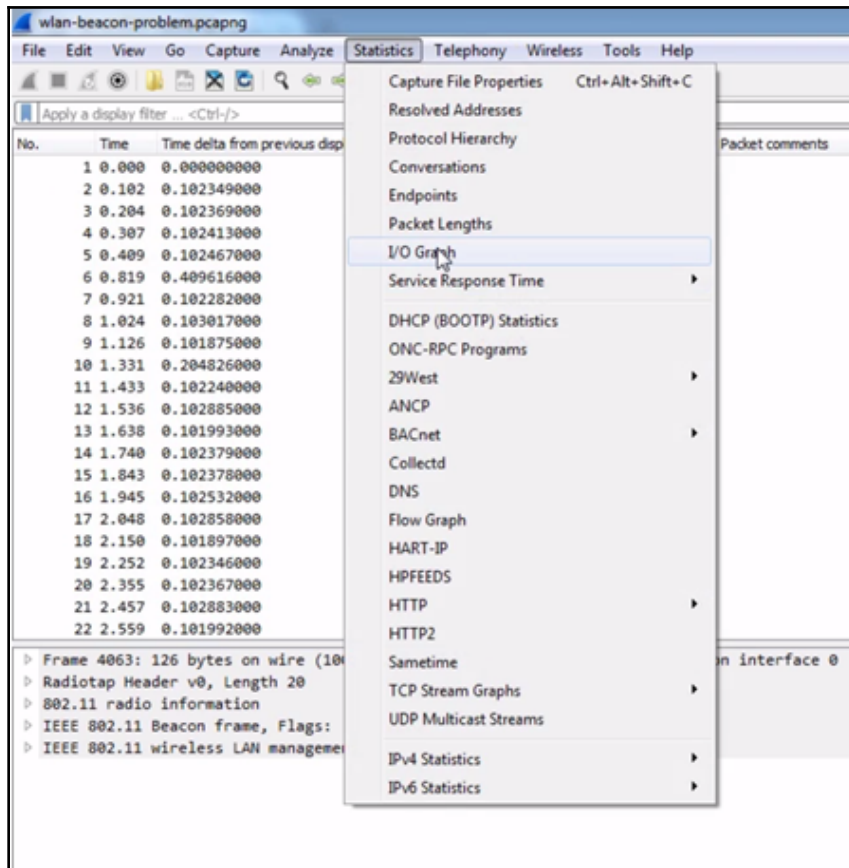 wlan-beacon-problem.pcapng
File Edit View Go Capture Analyze Statistics Telephony Wireless Tools Help
Apply a display filter ... <Ctrl-/>
No. Time Time delta from previous disp Packet comments
1 0.000 0.000000000
2 0.102 0.102349000
3 0.204 0.102369000
4 0.307 0.102413000
5 0.409 0.102467000
6 0.819 0.409616000
7 0.921 0.102282000
8 1.024 0.103017000
9 1.126 0.101875000
10 1.331 0.204826000
11 1.433 0.102240000
12 1.536 0.102885000
13 1.638 0.101993000
14 1.740 0.102379000
15 1.843 0.102378000
16 1.945 0.102532000
17 2.048 0.102858000
18 2.150 0.101897000
19 2.252 0.102346000
20 2.355 0.102367000
21 2.457 0.102883000
22 2.559 0.101992000
Capture File Properties Ctrl+Alt+Shift+C
Resolved Addresses
Protocol Hierarchy
Conversations
Endpoints
Packet Lengths
I/O Graph
Service Response Time
DHCP (BOOTP) Statistics
ONC-RPC Programs
29West
ANCP
BACnet
Collectd
DNS
Flow Graph
HART-IP
HPFEEDS
HTTP
HTTP2
Sametime
TCP Stream Graphs
UDP Multicast Streams
IPv4 Statistics
IPv6 Statistics
Frame 4063: 126 bytes on wire (10 on interface 0
Radiotap Header v0, Length 20
802.11 radio information
IEEE 802.11 Beacon frame, Flags:
IEEE 802.11 wireless LAN manageme